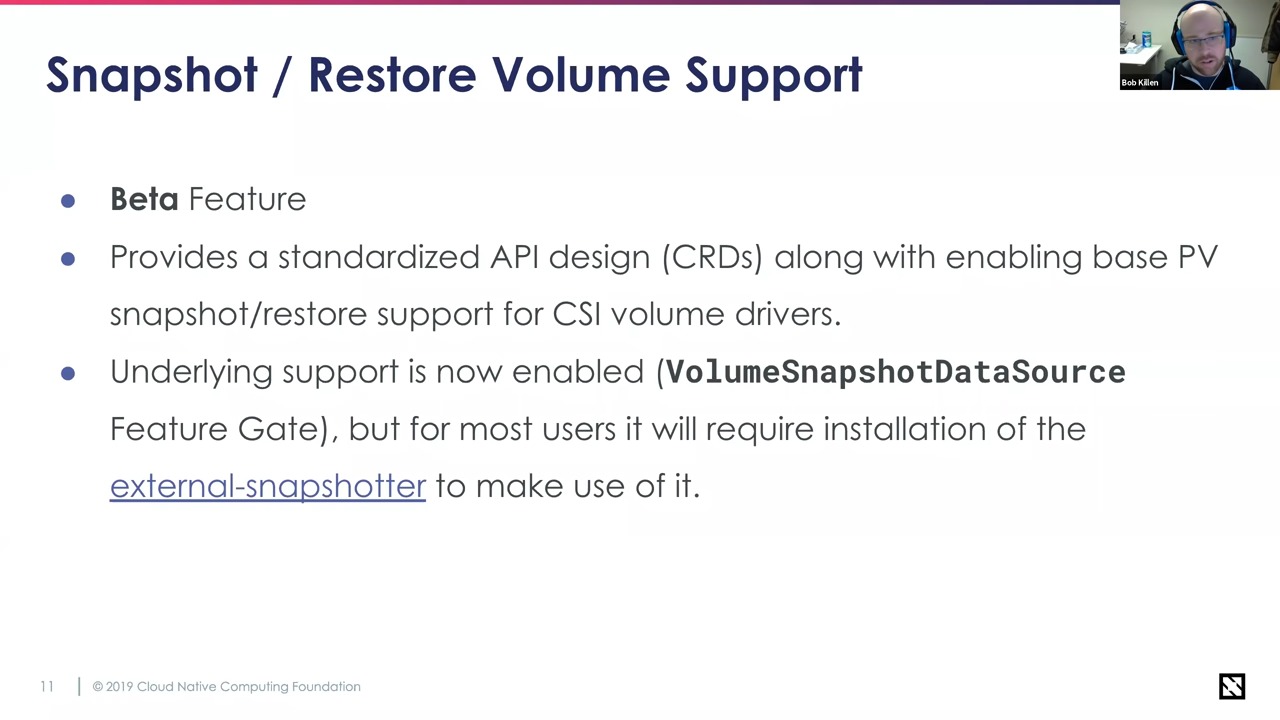 Snapshot / Restore Volume Support
Bob Killen
● Beta Feature
● Provides a standardized API design (CRDs) along with enabling base PV
snapshot/restore support for CSI volume drivers.
● Underlying support is now enabled (VolumeSnapshotDataSource
Feature Gate), but for most users it will require installation of the
external-snapshotter to make use of it.
11 | © 2019 Cloud Native Computing Foundation